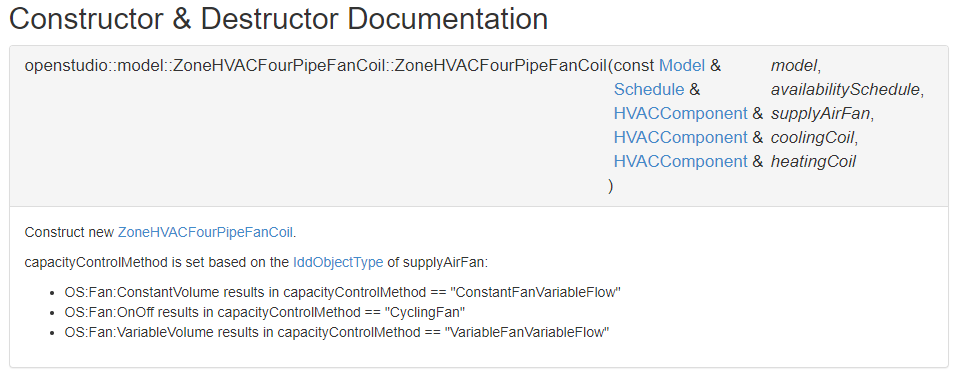 Constructor & Destructor Documentation
openstudio::model::ZoneHVACFourPipeFanCoil::ZoneHVACFourPipeFanCoil(const Model & model,
Schedule & availabilitySchedule,
HVACComponent & supplyAirFan,
HVACComponent & coolingCoil,
HVACComponent & heatingCoil
)
Construct new ZoneHVACFourPipeFanCoil.
capacityControlMethod is set based on the IddObjectType of supplyAirFan:
• OS:Fan:ConstantVolume results in capacityControlMethod == "ConstantFanVariableFlow"
• OS:Fan:OnOff results in capacityControlMethod == "CyclingFan"
• OS:Fan:VariableVolume results in capacityControlMethod == "VariableFanVariableFlow"